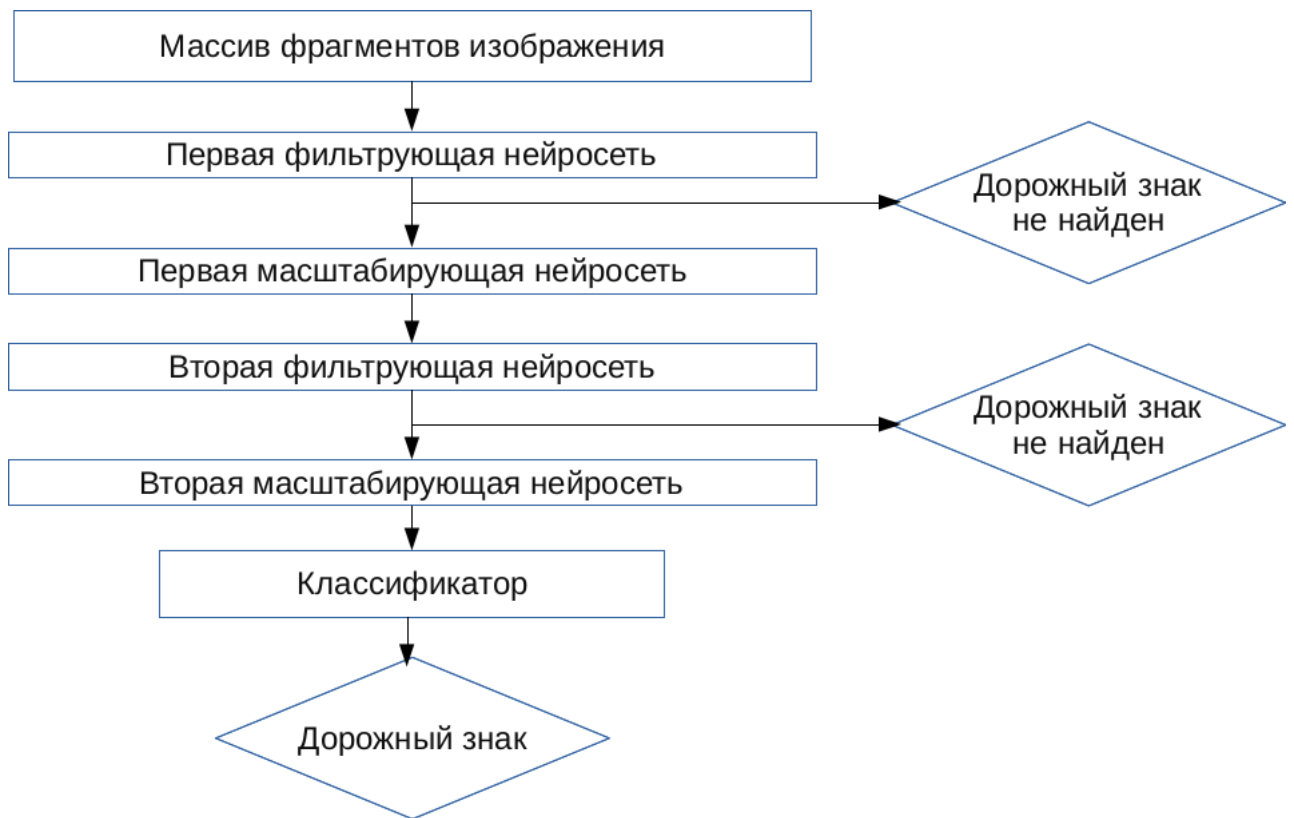 Массив фрагментов изображения
Первая фильтрующая нейросеть
Дорожный знак
не найден
Первая масштабирующая нейросеть
Вторая фильтрующая нейросеть
Дорожный знак
не найден
Вторая масштабирующая нейросеть
Классификатор
Дорожный знак